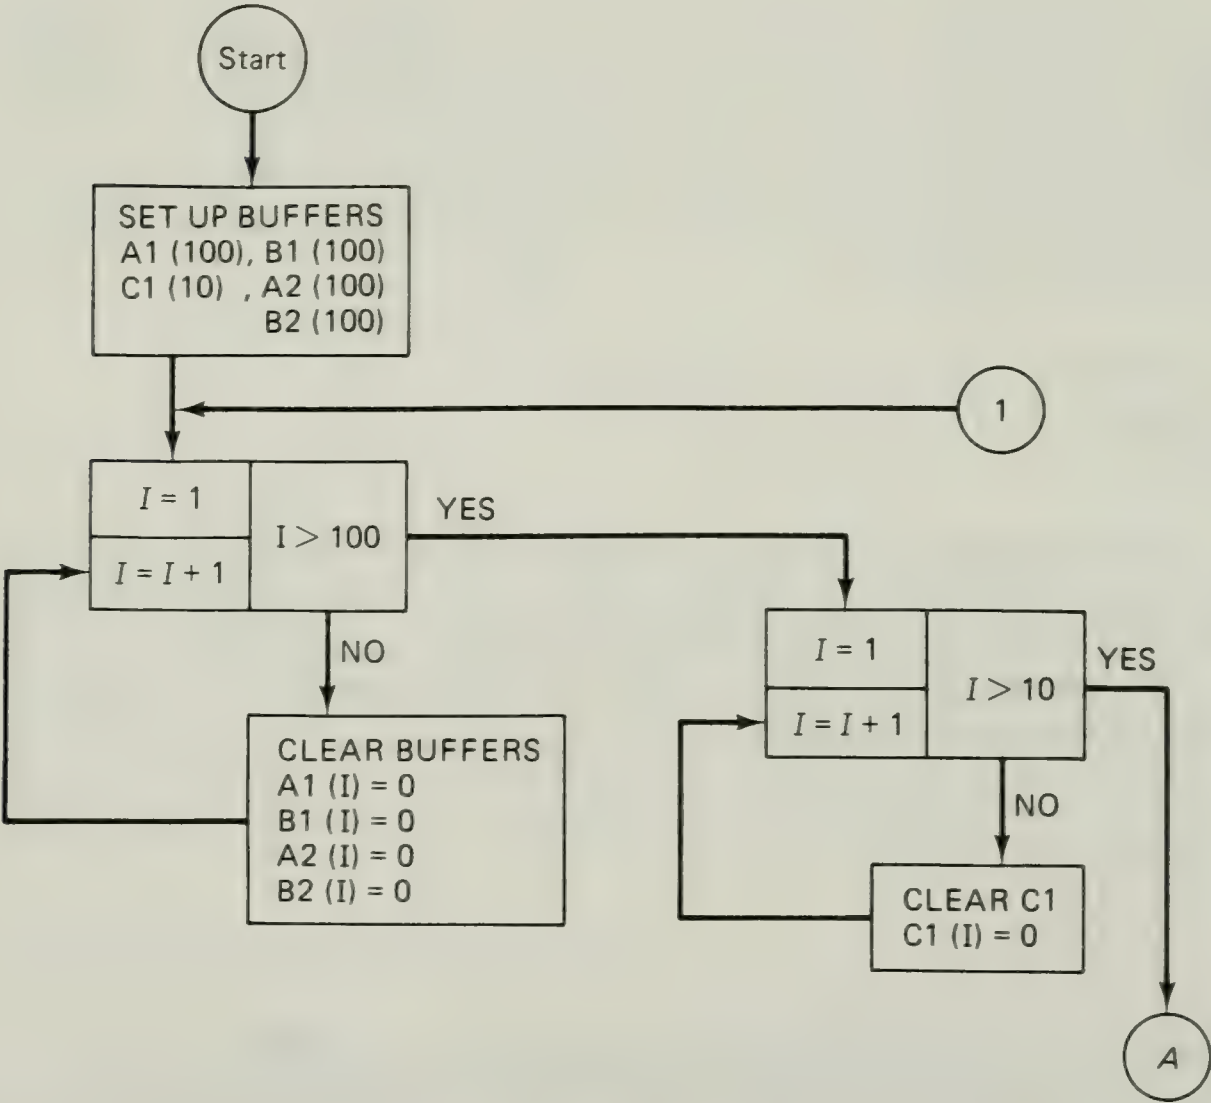 Start
SET UP BUFFERS
A1 (100), B1 (100)
C1 (10) , A2 (100)
B2 (100)
1
I = 1
I > 100
I = I + 1
YES
NO
CLEAR BUFFERS
A1 (I) = 0
B1 (I) = 0
A2 (I) = 0
B2 (I) = 0
I = 1
I > 10
I = I + 1
YES
NO
CLEAR C1
C1 (I) = 0
A